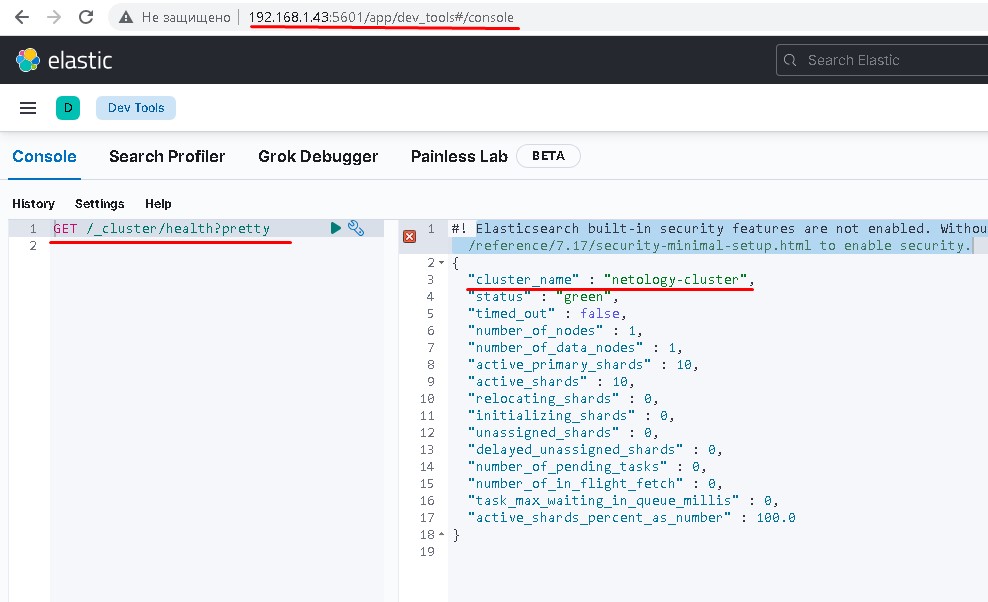 Не защищено
192.168.1.43:5601/app/dev_tools#/console
elastic
Search Elastic
D
Dev Tools
Console
Search Profiler
Grok Debugger
Painless Lab
BETA
History
Settings
Help
1 GET /_cluster/health?pretty
2
1 #! Elasticsearch built-in security features are not enabled. Withou
/reference/7.17/security-minimal-setup.html to enable security.
2 {
3 "cluster_name" : "netology-cluster",
4 "status" : "green",
5 "timed_out" : false,
6 "number_of_nodes" : 1,
7 "number_of_data_nodes" : 1,
8 "active_primary_shards" : 10,
9 "active_shards" : 10,
10 "relocating_shards" : 0,
11 "initializing_shards" : 0,
12 "unassigned_shards" : 0,
13 "delayed_unassigned_shards" : 0,
14 "number_of_pending_tasks" : 0,
15 "number_of_in_flight_fetch" : 0,
16 "task_max_waiting_in_queue_millis" : 0,
17 "active_shards_percent_as_number" : 100.0
18 }
19